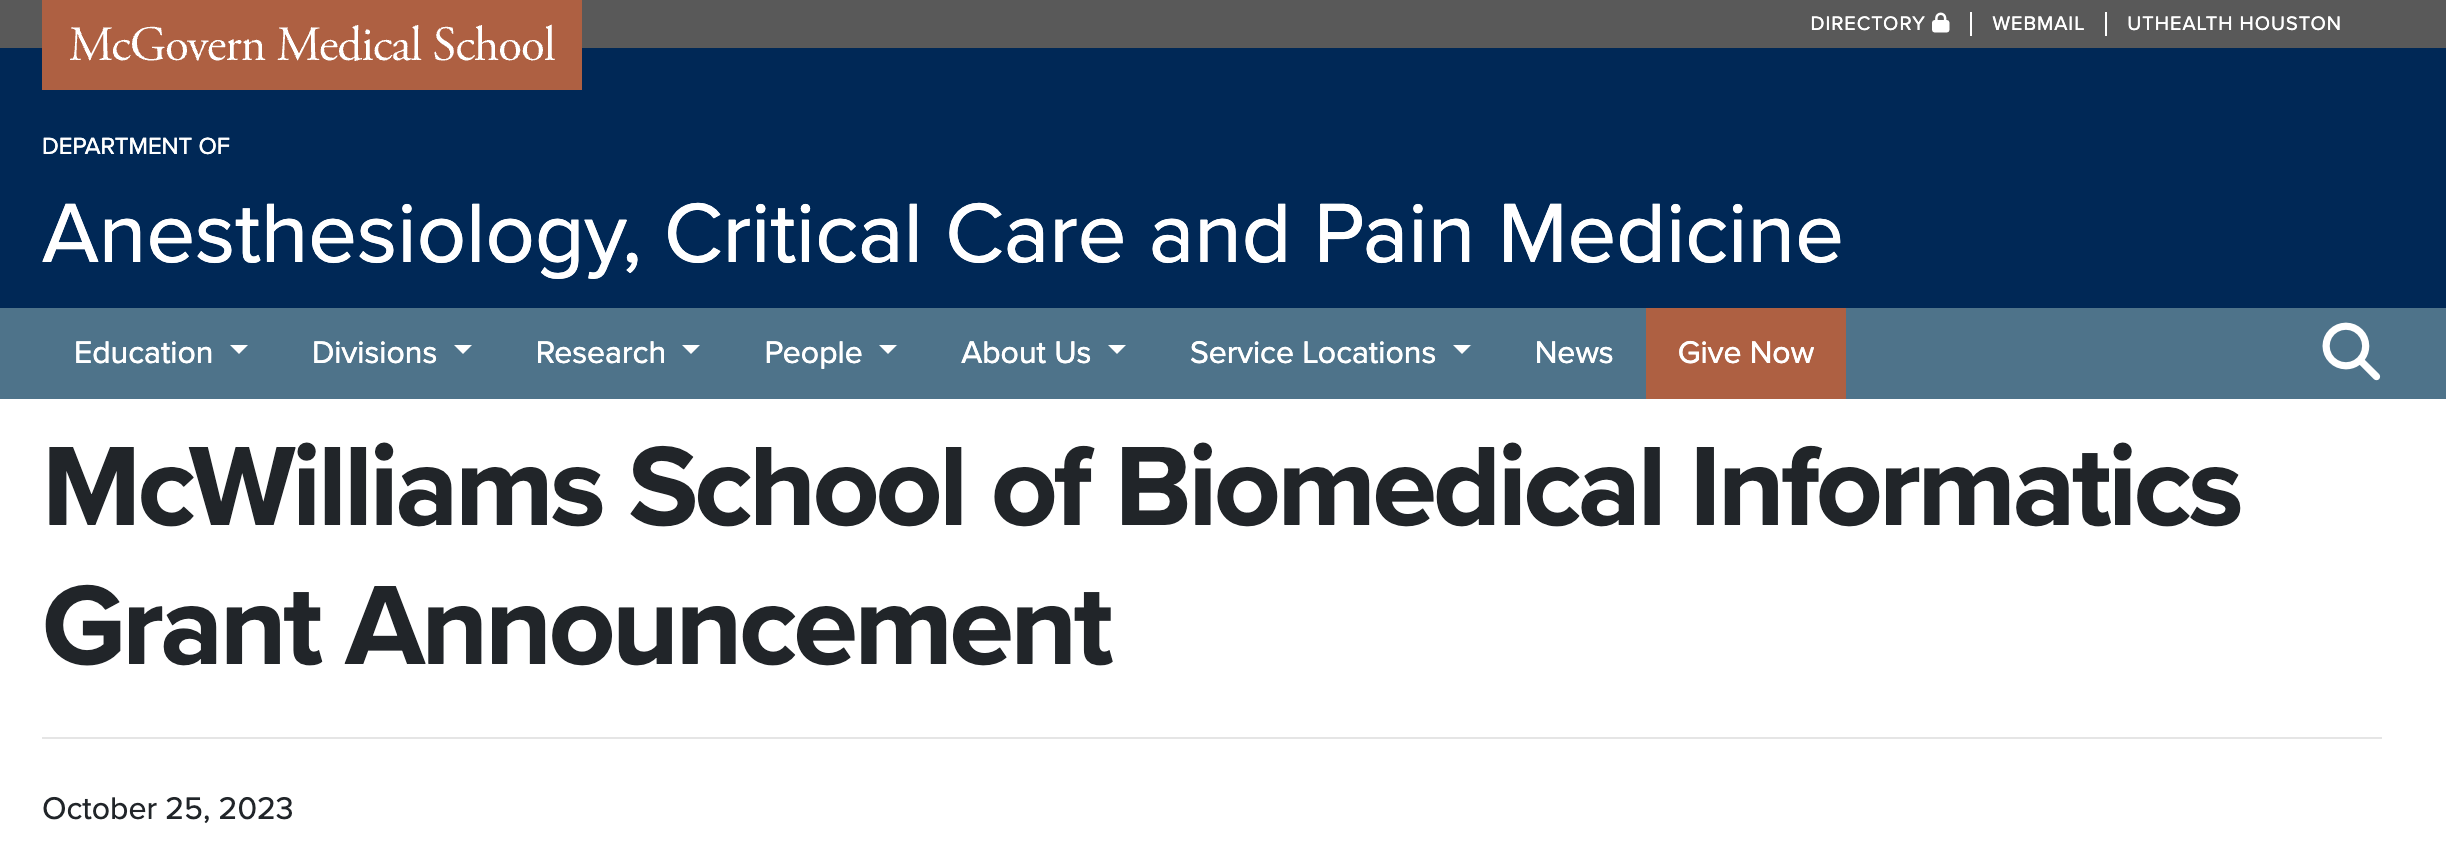 McGovern Medical School
DIRECTORY
WEBMAIL
UTHEALTH HOUSTON
DEPARTMENT OF
Anesthesiology, Critical Care and Pain Medicine
Education
Divisions
Research
People
About Us
Service Locations
News
Give Now
McWilliams School of Biomedical Informatics
Grant Announcement
October 25, 2023